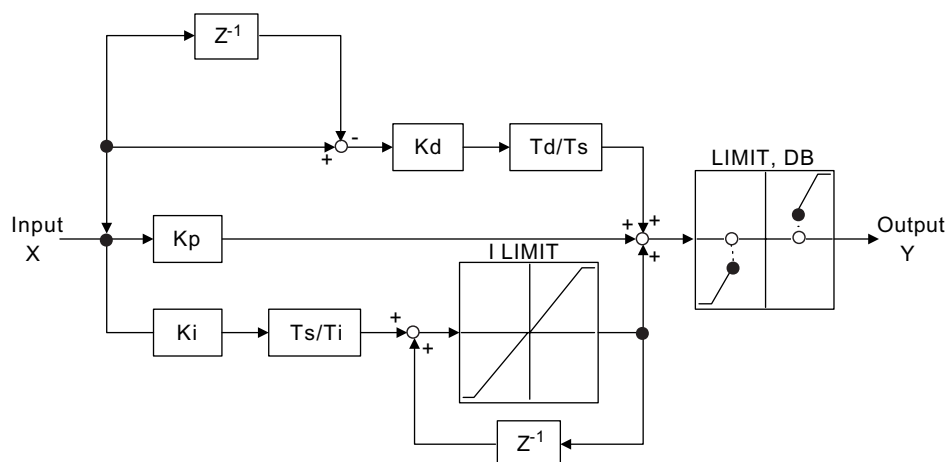 Z-1
-
+
Kd
Td/Ts
LIMIT, DB
Input
X
Kp
+
+
+
Output
Y
I LIMIT
Ki
Ts/Ti
+
+
Z-1